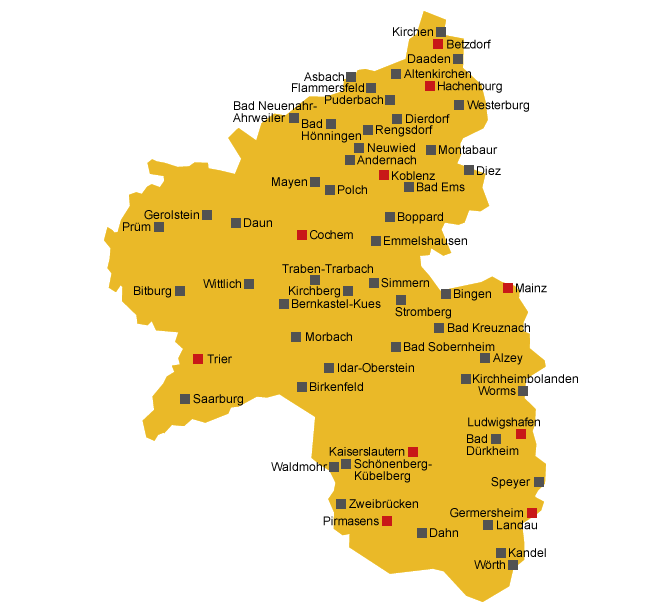 Kirchen
Betzdorf
Daaden
Altenkirchen
Asbach
Flammersfeld
Hachenburg
Puderbach
Westerburg
Bad Neuenahr-
Ahrweiler
Bad
Hönningen
Dierdorf
Rengsdorf
Neuwied
Montabaur
Andernach
Diez
Koblenz
Mayen
Polch
Bad Ems
Gerolstein
Prüm
Daun
Boppard
Cochem
Emmelshausen
Traben-Trarbach
Wittlich
Simmern
Bitburg
Kirchberg
Mainz
Bingen
Bernkastel-Kues
Stromberg
Bad Kreuznach
Morbach
Bad Sobernheim
Trier
Alzey
Idar-Oberstein
Kirchheimbolanden
Birkenfeld
Worms
Saarburg
Ludwigshafen
Bad
Dürkheim
Kaiserslautern
Waldmohr
Schönenberg-
Kübelberg
Speyer
Zweibrücken
Germersheim
Pirmasens
Landau
Dahn
Kandel
Wörth